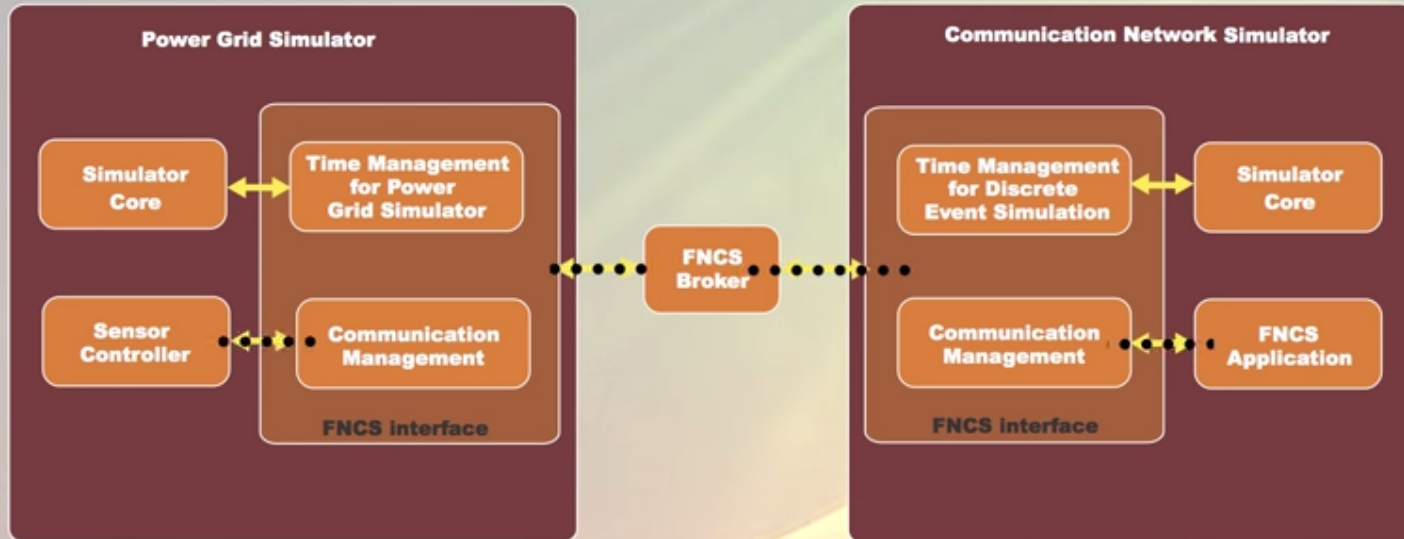 Power Grid Simulator
Simulator
Core
Time Management
for Power
Grid Simulator
Sensor
Controller
Communication
Management
FNCS interface
FNCS
Broker
Communication Network Simulator
Time Management
for Discrete
Event Simulation
Simulator
Core
Communication
Management
FNCS
Application
FNCS interface